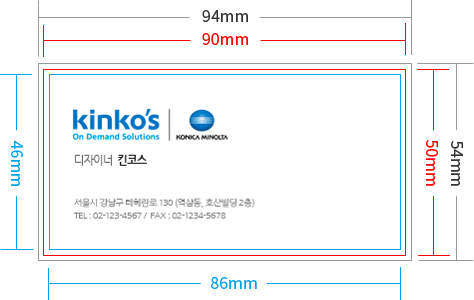 94mm
90mm
46mm
kinko's
On Demand Solutions
KONICA MINOLTA
디자이너 킨코스
서울시 강남구 테헤란로 130 (역삼동, 호산빌딩 2층)
TEL : 02-123-4567 / FAX : 02-1234-5678
50mm
54mm
86mm